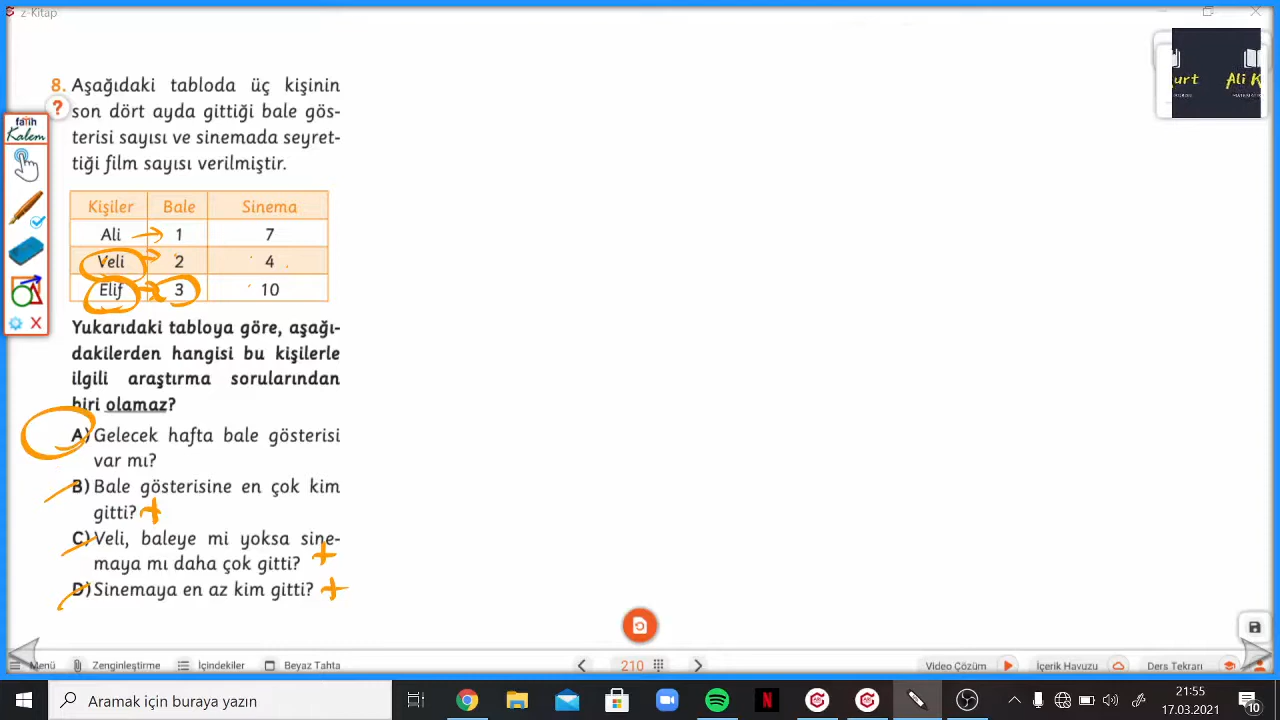 z-Kitap
urt
Ali K
8. Aşağıdaki tabloda üç kişinin
son dört ayda gittiği bale gös-
terisi sayısı ve sinemada seyret-
tiği film sayısı verilmiştir.
fatih
Kalem
Kişiler Bale Sinema
Ali 1 7
Veli 2 4
Elif 3 10
Yukarıdaki tabloya göre, aşağı-
dakilerden hangisi bu kişilerle
ilgili araştırma sorularından
biri olamaz?
A) Gelecek hafta bale gösterisi
var mı?
B) Bale gösterisine en çok kim
gitti?
C) Veli, baleye mi yoksa sine-
maya mı daha çok gitti?
D) Sinemaya en az kim gitti?
Menü Zenginleştirme İçindekiler Beyaz Tahta 210 Video Çözüm İçerik Havuzu Ders Tekrarı
Aramak için buraya yazın
21:55
17.03.2021
10